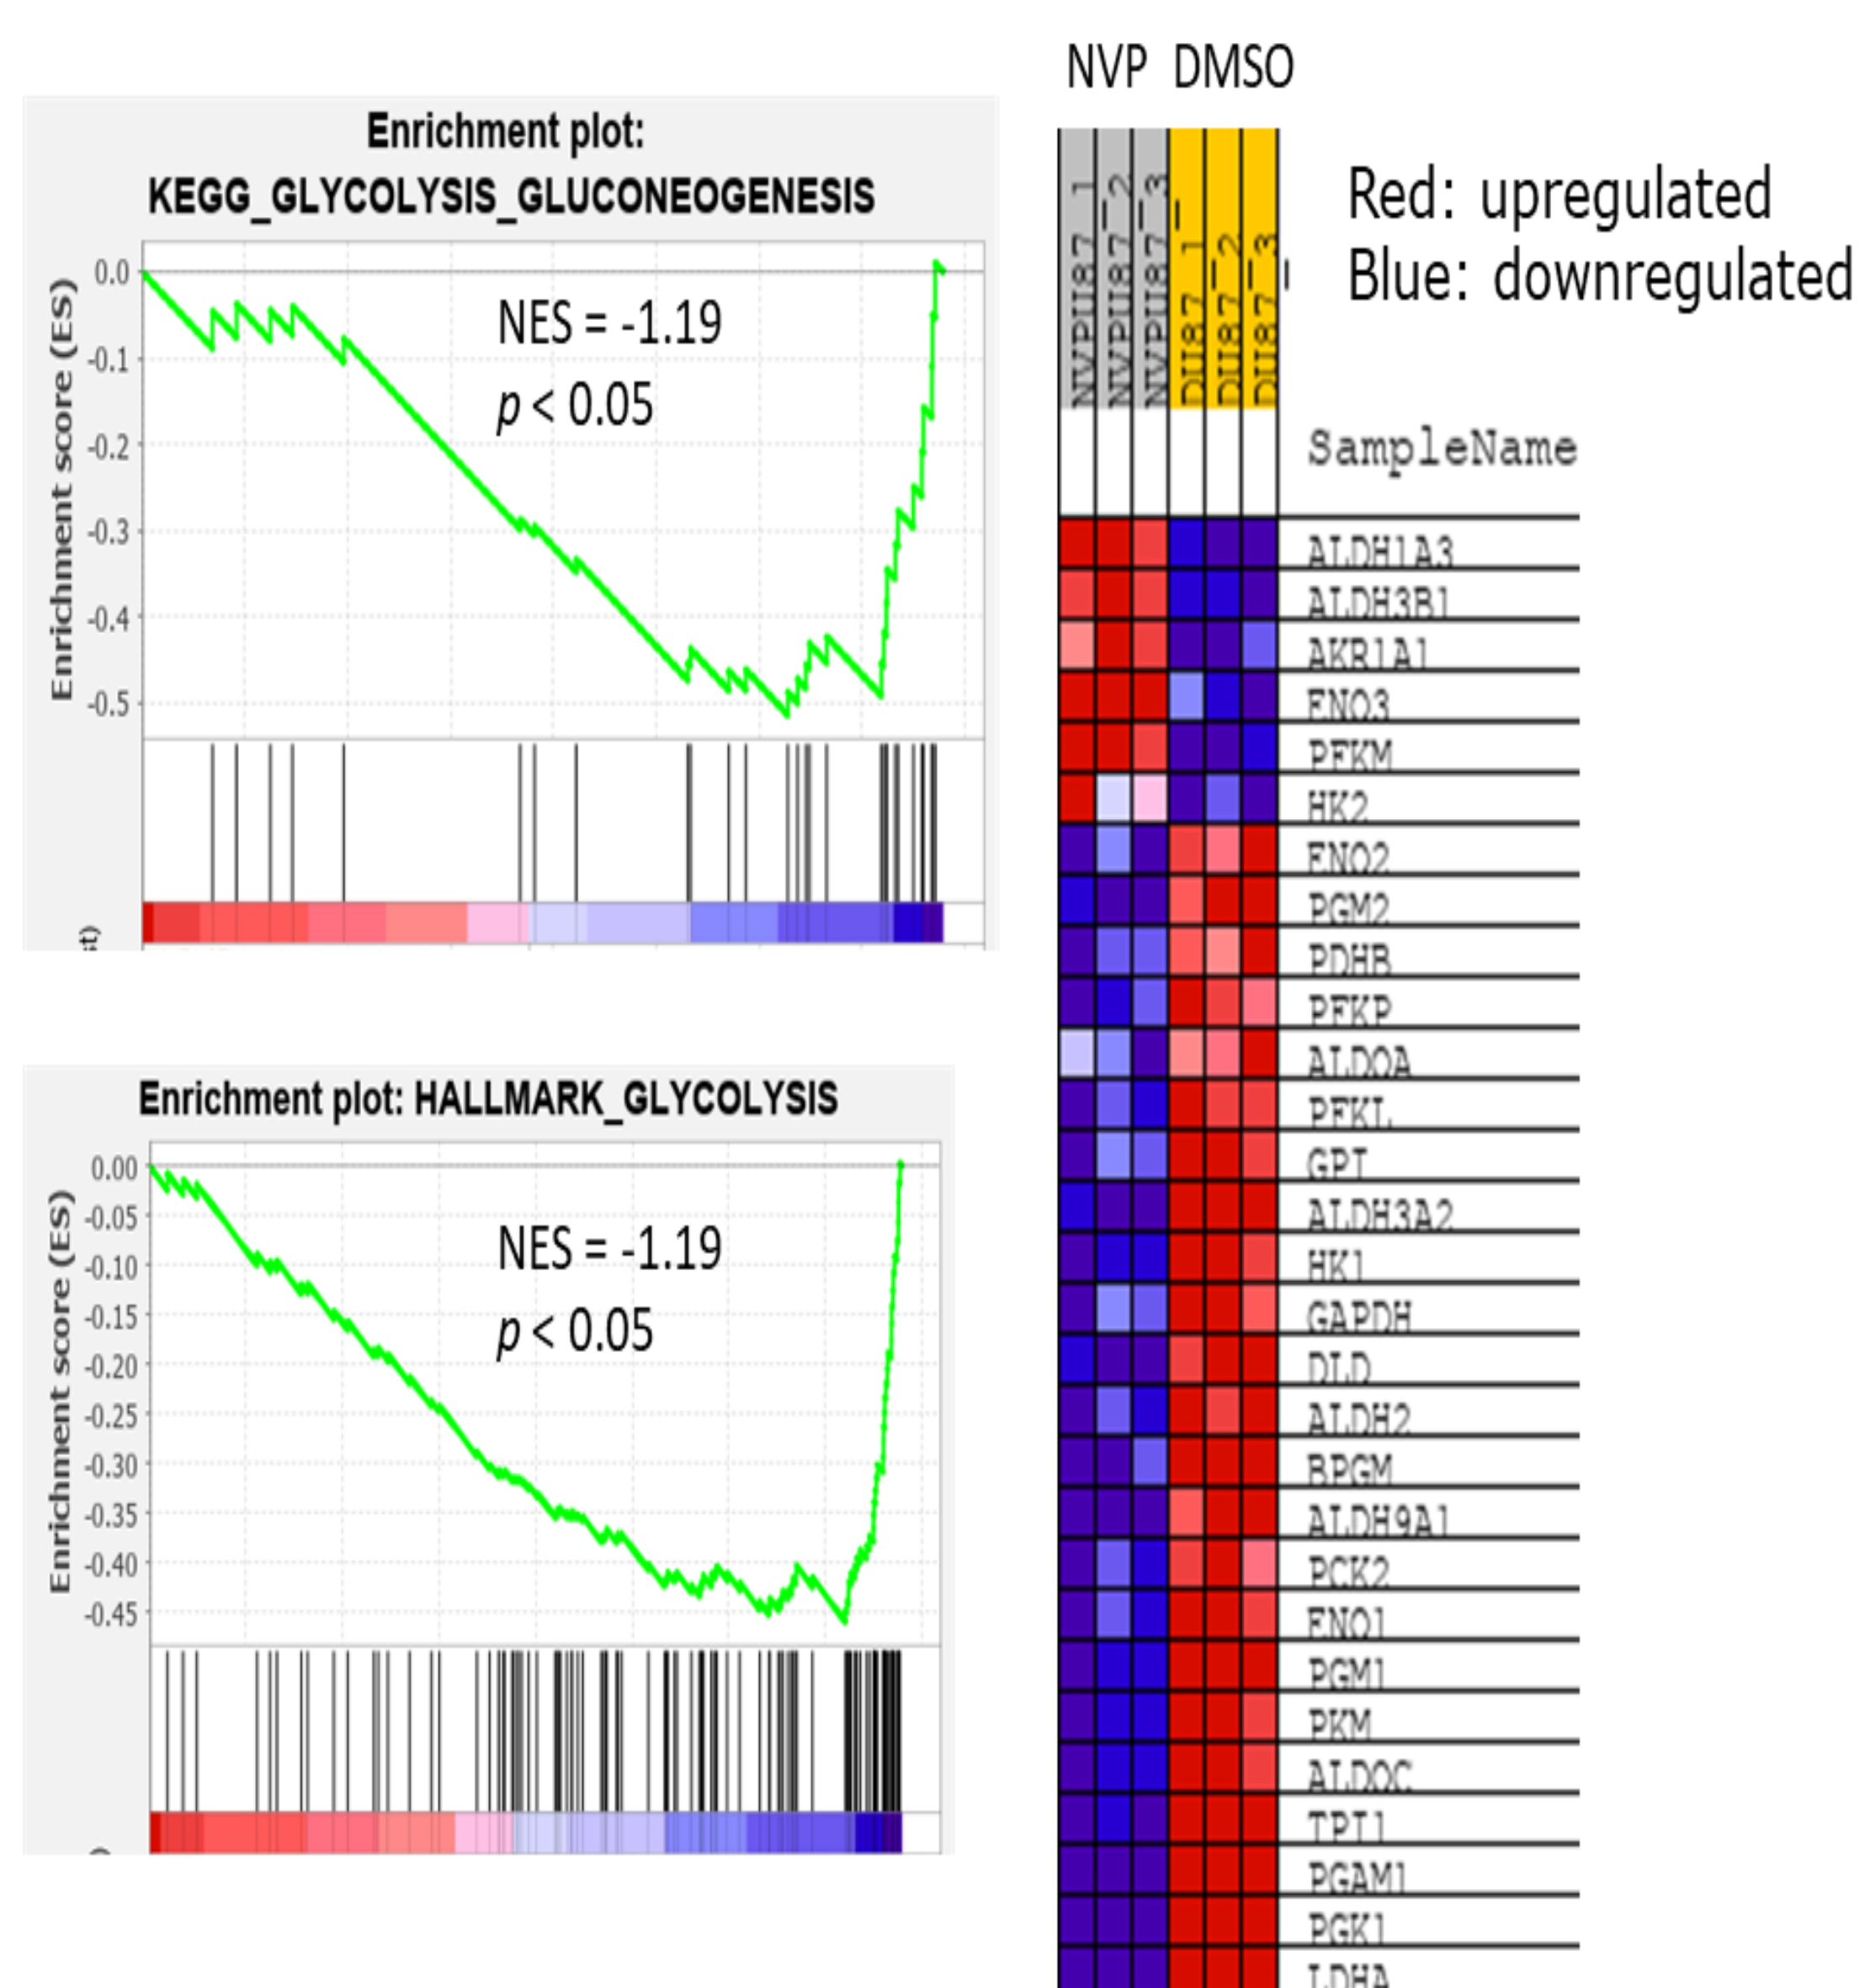 Enrichment plot:
KEGG_GLYCOLYSIS_GLUCONEOGENESIS
Enrichment score (ES)
0.0
-0.1
-0.2
-0.3
-0.4
-0.5
NES = -1.19
p < 0.05
st)
Enrichment plot: HALLMARK_GLYCOLYSIS
Enrichment score (ES)
0.00
-0.05
-0.10
-0.15
-0.20
-0.25
-0.30
-0.35
-0.40
-0.45
NES = -1.19
p < 0.05
NVP DMSO
NVPU87_1
NVPU87_2
NVPU87_3
DU87_1_
DU87_2_
DU87_3_
Red: upregulated
Blue: downregulated
SampleName
ALDH1A3
ALDH3B1
AKR1A1
ENO3
PFKM
HK2
ENO2
PGM2
PDHB
PFKP
ALDOA
PFKL
GPI
ALDH3A2
HK1
GAPDH
DLD
ALDH2
BPGM
ALDH9A1
PCK2
ENO1
PGM1
PKM
ALDOC
TPI1
PGAM1
PGK1
LDHA